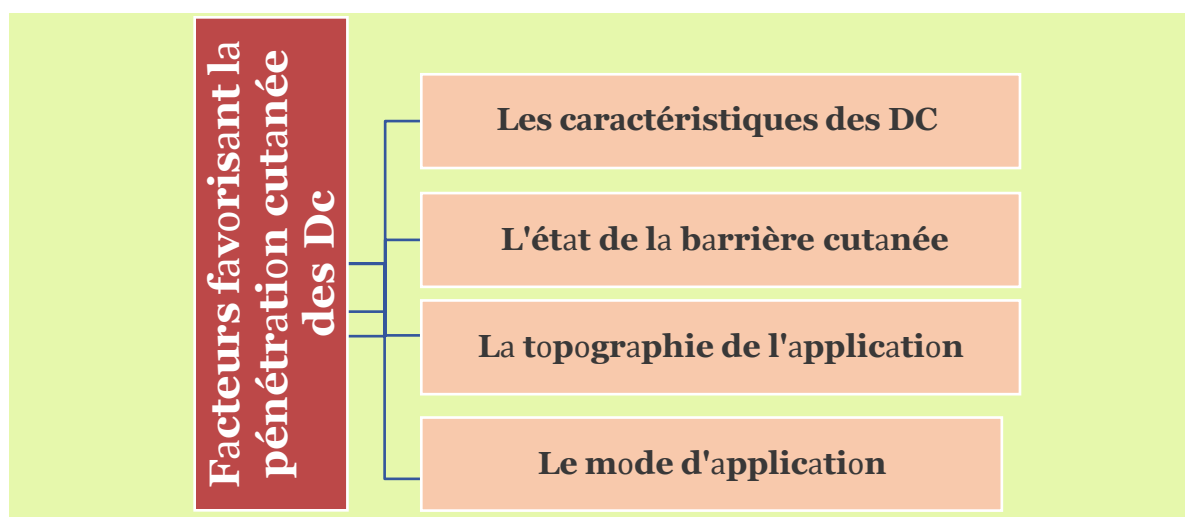 Facteurs favorisant la
pénétration cutanée
des Dc
Les caractéristiques des DC
L'état de la barrière cutanée
La topographie de l'application
Le mode d'application